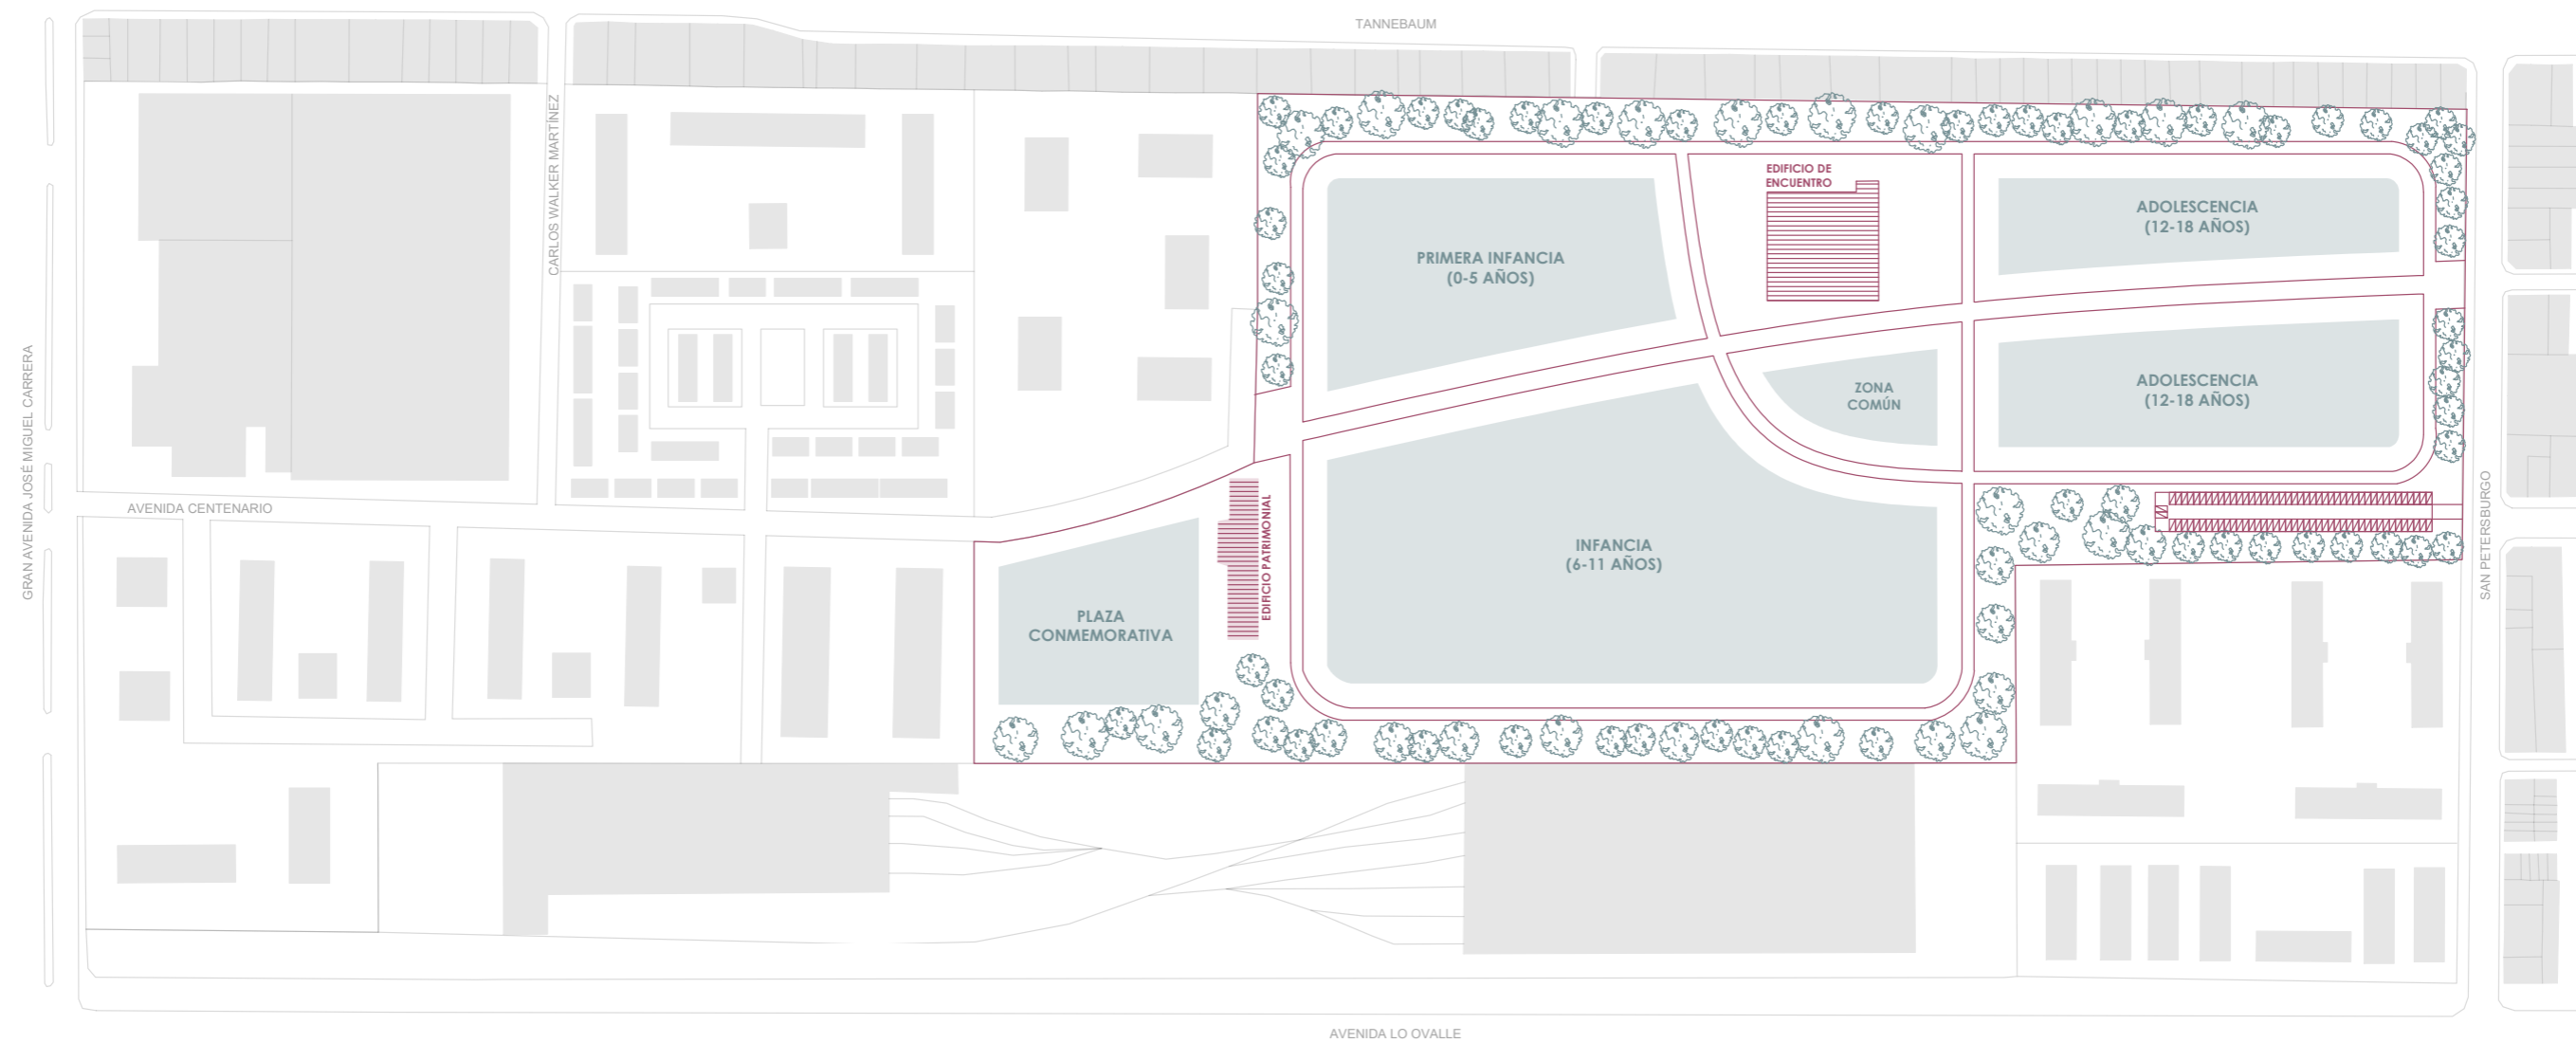 TANNEBAUM
CARLOS WALKER MARTÍNEZ
EDIFICIO DE
ENCUENTRO
ADOLESCENCIA
(12-18 AÑOS)
PRIMERA INFANCIA
(0-5 AÑOS)
GRAN AVENIDA JOSÉ MIGUEL CARRERA
ZONA
COMÚN
ADOLESCENCIA
(12-18 AÑOS)
AVENIDA CENTENARIO
EDIFICIO PATRIMONIAL
INFANCIA
(6-11 AÑOS)
SAN PETERSBURGO
PLAZA
CONMEMORATIVA
AVENIDA LO OVALLE